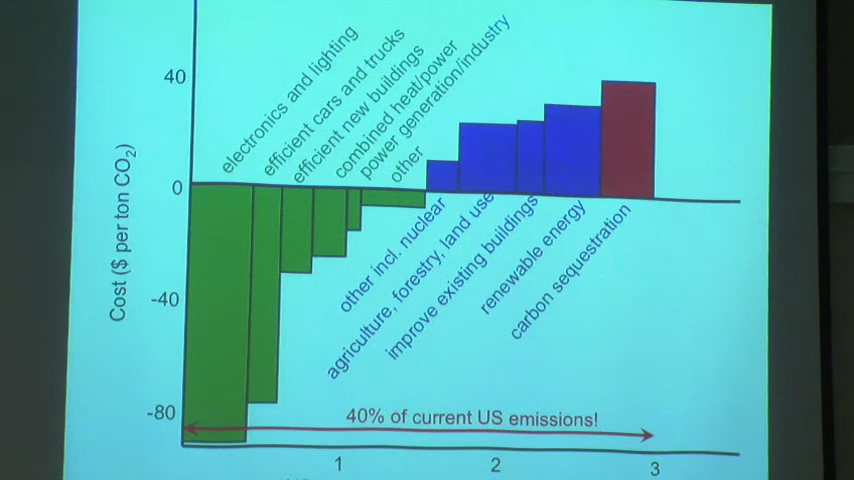 40
0
-40
-80
Cost ($ per ton CO2)
electronics and lighting
efficient cars and trucks
efficient new buildings
combined heat/power
power generation/industry
other
other incl. nuclear
agriculture, forestry, land use
improve existing buildings
renewable energy
carbon sequestration
40% of current US emissions!
1
2
3